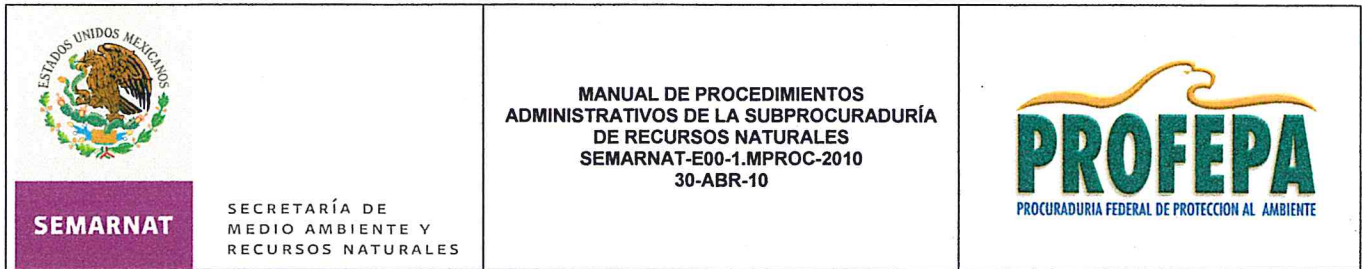 ESTADOS UNIDOS MEXICANOS
SEMARNAT
SECRETARÍA DE
MEDIO AMBIENTE Y
RECURSOS NATURALES
MANUAL DE PROCEDIMIENTOS
ADMINISTRATIVOS DE LA SUBPROCURADURÍA
DE RECURSOS NATURALES
SEMARNAT-E00-1.MPROC-2010
30-ABR-10
PROFEPA
PROCURADURIA FEDERAL DE PROTECCION AL AMBIENTE